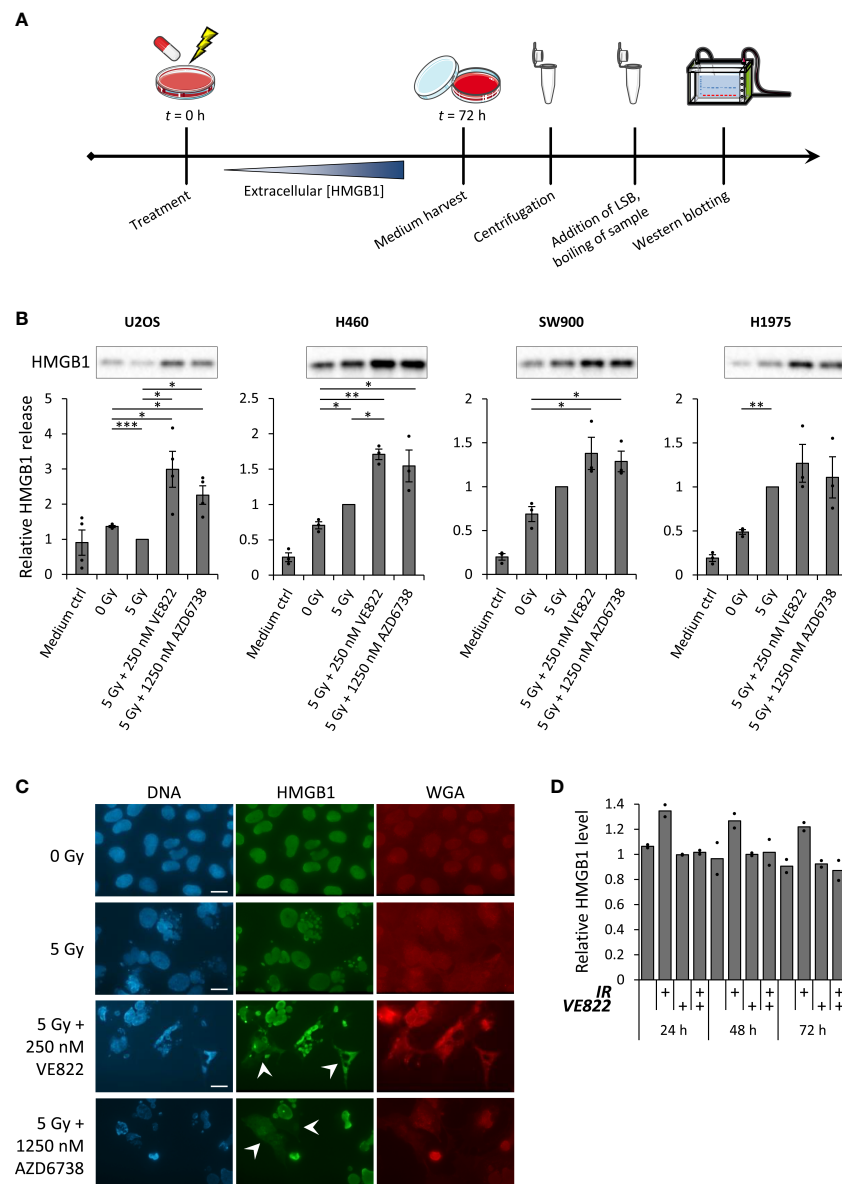 A
t = 0 h
t = 72 h
Extracellular [HMGB1]
Treatment
Medium harvest
Centrifugation
Addition of LSB,
boiling of sample
Western blotting
B
U2OS
H460
SW900
H1975
HMGB1
Relative HMGB1 release
5
4
3
2
1
0
*
*
*
*
***
Medium ctrl
0 Gy
5 Gy
5 Gy + 250 nM VE822
5 Gy + 1250 nM AZD6738
2.5
2
1.5
1
0.5
0
*
**
*
*
Medium ctrl
0 Gy
5 Gy
5 Gy + 250 nM VE822
5 Gy + 1250 nM AZD6738
2
1.5
1
0.5
0
*
*
Medium ctrl
0 Gy
5 Gy
5 Gy + 250 nM VE822
5 Gy + 1250 nM AZD6738
2
1.5
1
0.5
0
**
Medium ctrl
0 Gy
5 Gy
5 Gy + 250 nM VE822
5 Gy + 1250 nM AZD6738
C
DNA
HMGB1
WGA
0 Gy
5 Gy
5 Gy +
250 nM
VE822
5 Gy +
1250 nM
AZD6738
D
Relative HMGB1 level
1.4
1.2
1
0.8
0.6
0.4
0.2
0
IR + + + + + +
VE822 + + + + + +
24 h 48 h 72 h